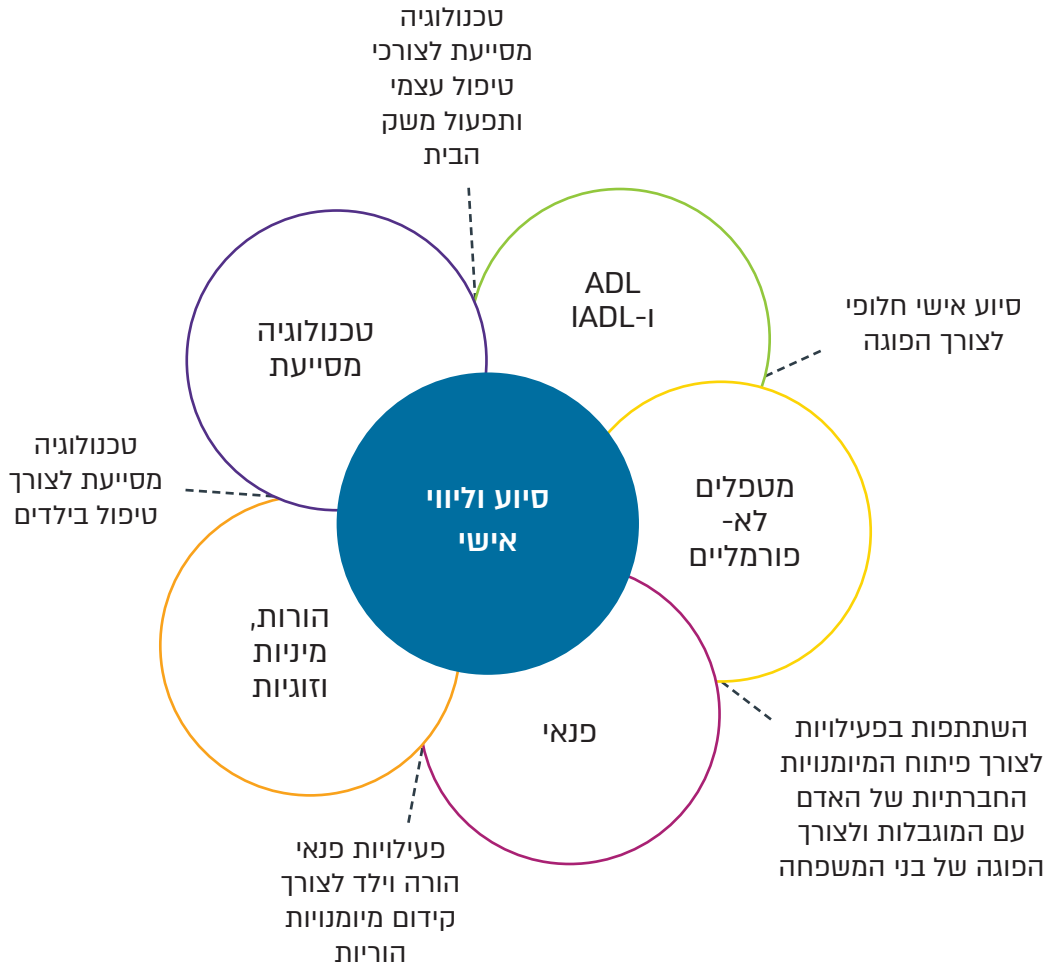 טכנולוגיה
מסייעת לצורכי
טיפול עצמי
ותפעול משק
הבית
ADL
ו-IADL
סיוע אישי חלופי
לצורך הפוגה
טכנולוגיה
מסייעת
טכנולוגיה
מסייעת לצורך
טיפול בילדים
סיוע וליווי
אישי
מטפלים
לא-
פורמליים
הורות,
מיניות
וזוגיות
פנאי
השתתפות בפעילויות
לצורך פיתוח המיומנויות
החברתיות של האדם
עם המוגבלות ולצורך
הפוגה של בני המשפחה
פעילויות פנאי
הורה וילד לצורך
קידום מיומנויות
הוריות